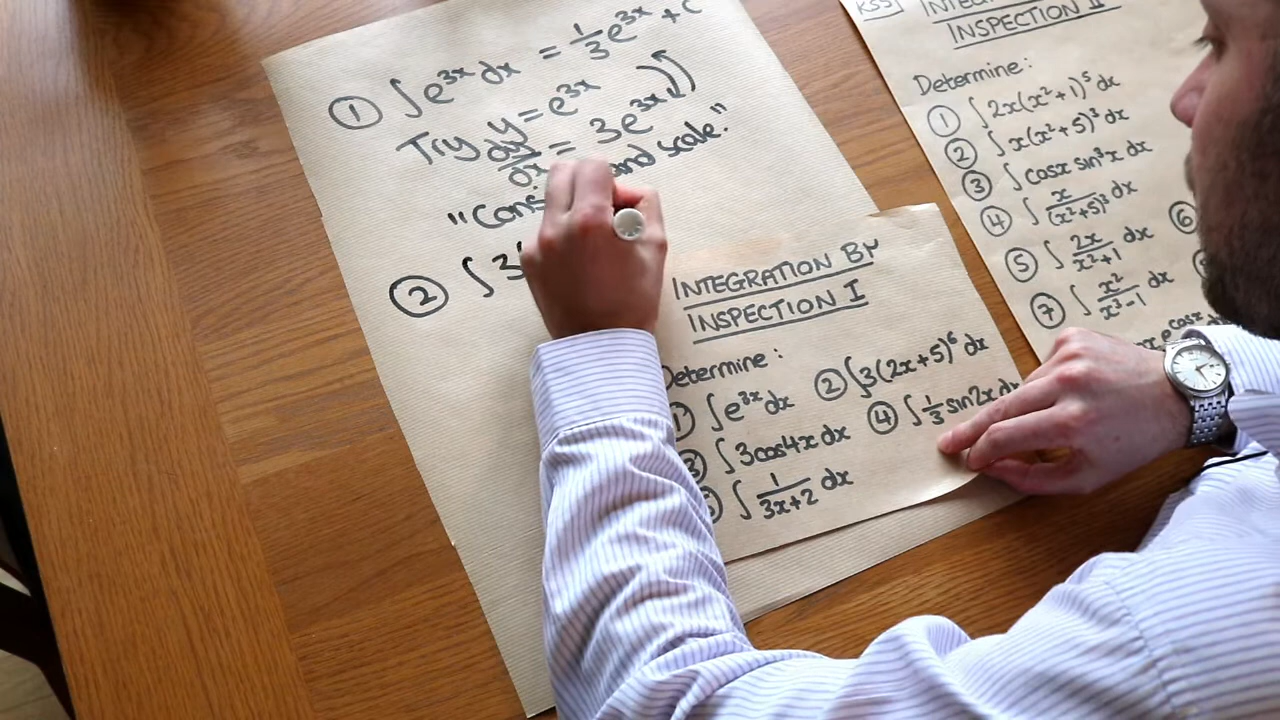 ① ∫e^{3x} dx = 1/3 e^{3x} + C
Try y = e^{3x}
dy/dx = 3e^{3x}
"Cons and scale."
② ∫3(
INTEGRATION BY
INSPECTION I
Determine:
① ∫e^{3x} dx ② ∫3(2x+5)^6 dx
③ ∫3cos4x dx ④ ∫1/3 sin2x dx
∫1/(3x+2) dx
KS5 INTEGRATION
INSPECTION II
Determine:
① ∫2x(x²+1)^5 dx
② ∫x(x²+5)^3 dx
③ ∫cosx sin³x dx
④ ∫x/(x²+5)^3 dx
⑥
⑤ ∫2x/(x²+1) dx
⑦ ∫x²/(x³-1) dx
e^{cosx}